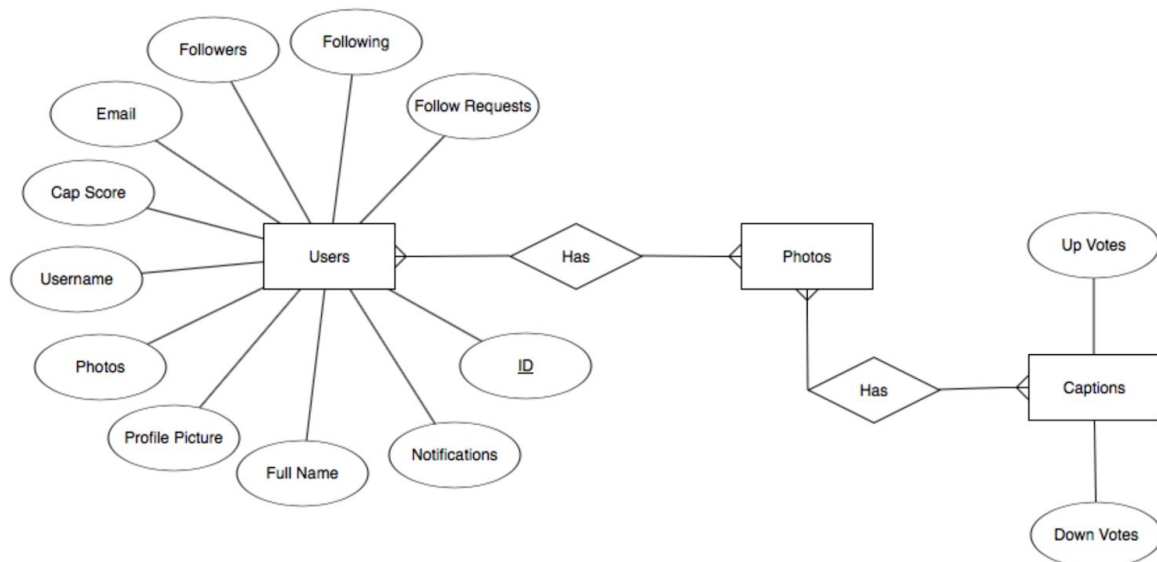 Following
Followers
Follow Requests
Email
Cap Score
Users
Has
Photos
Up Votes
Username
Photos
ID
Has
Captions
Profile Picture
Full Name
Notifications
Down Votes